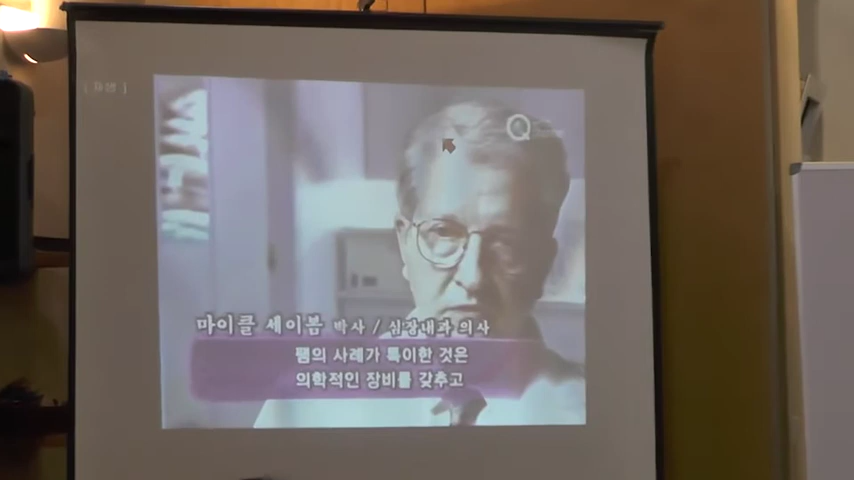 마이클 세이봄 박사 / 심장내과 의사
팸의 사례가 특이한 것은
의학적인 장비를 갖추고